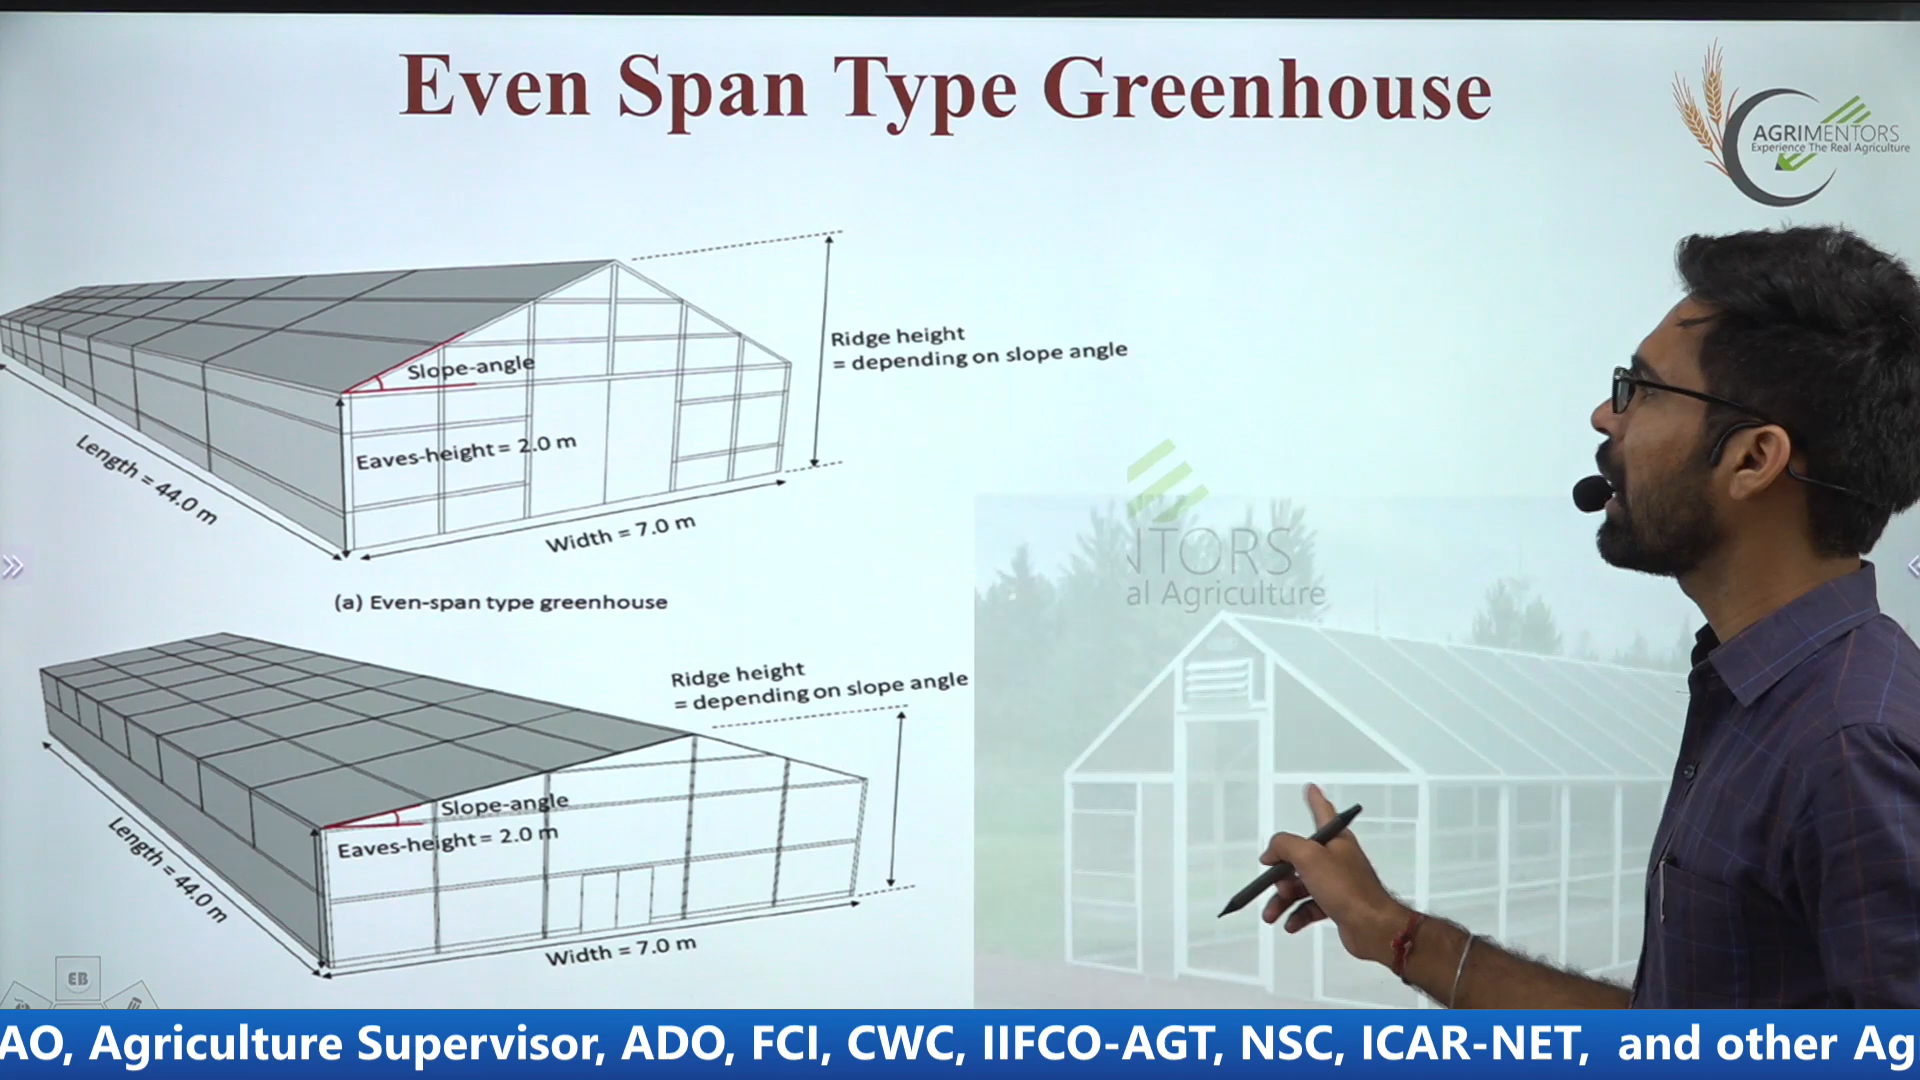 Even Span Type Greenhouse
AGRIMENTORS
Experience The Real Agriculture
Ridge height
= depending on slope angle
Slope-angle
Eaves-height = 2.0 m
Length = 44.0 m
Width = 7.0 m
(a) Even-span type greenhouse
NTORS
al Agriculture
Ridge height
= depending on slope angle
Slope-angle
Eaves-height = 2.0 m
Length = 44.0 m
Width = 7.0 m
EB
AO, Agriculture Supervisor, ADO, FCI, CWC, IIFCO-AGT, NSC, ICAR-NET, and other Ag